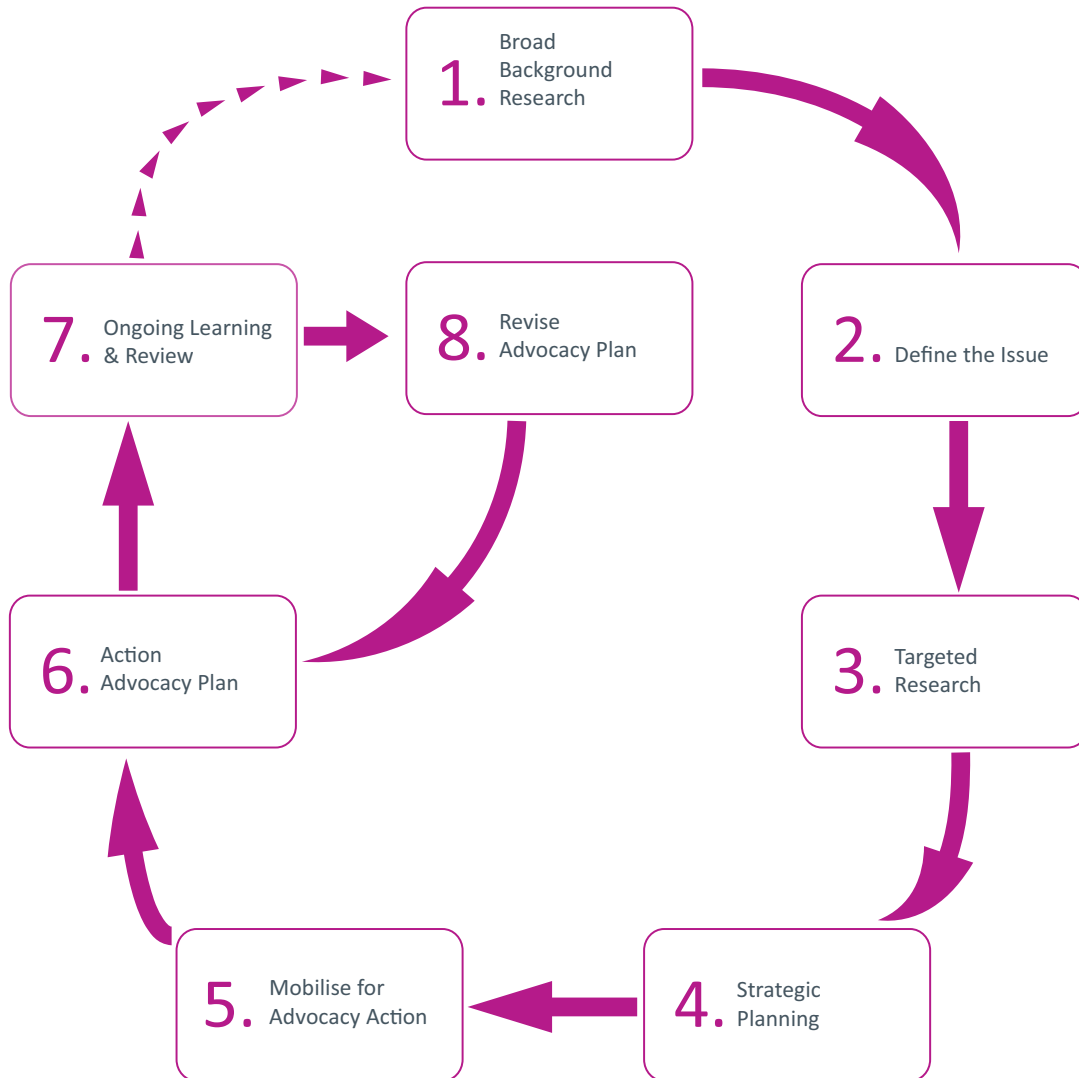 1.
Broad
Background
Research
2.
Define the Issue
3.
Targeted
Research
4.
Strategic
Planning
5.
Mobilise for
Advocacy Action
6.
Action
Advocacy Plan
7.
Ongoing Learning
& Review
8.
Revise
Advocacy Plan